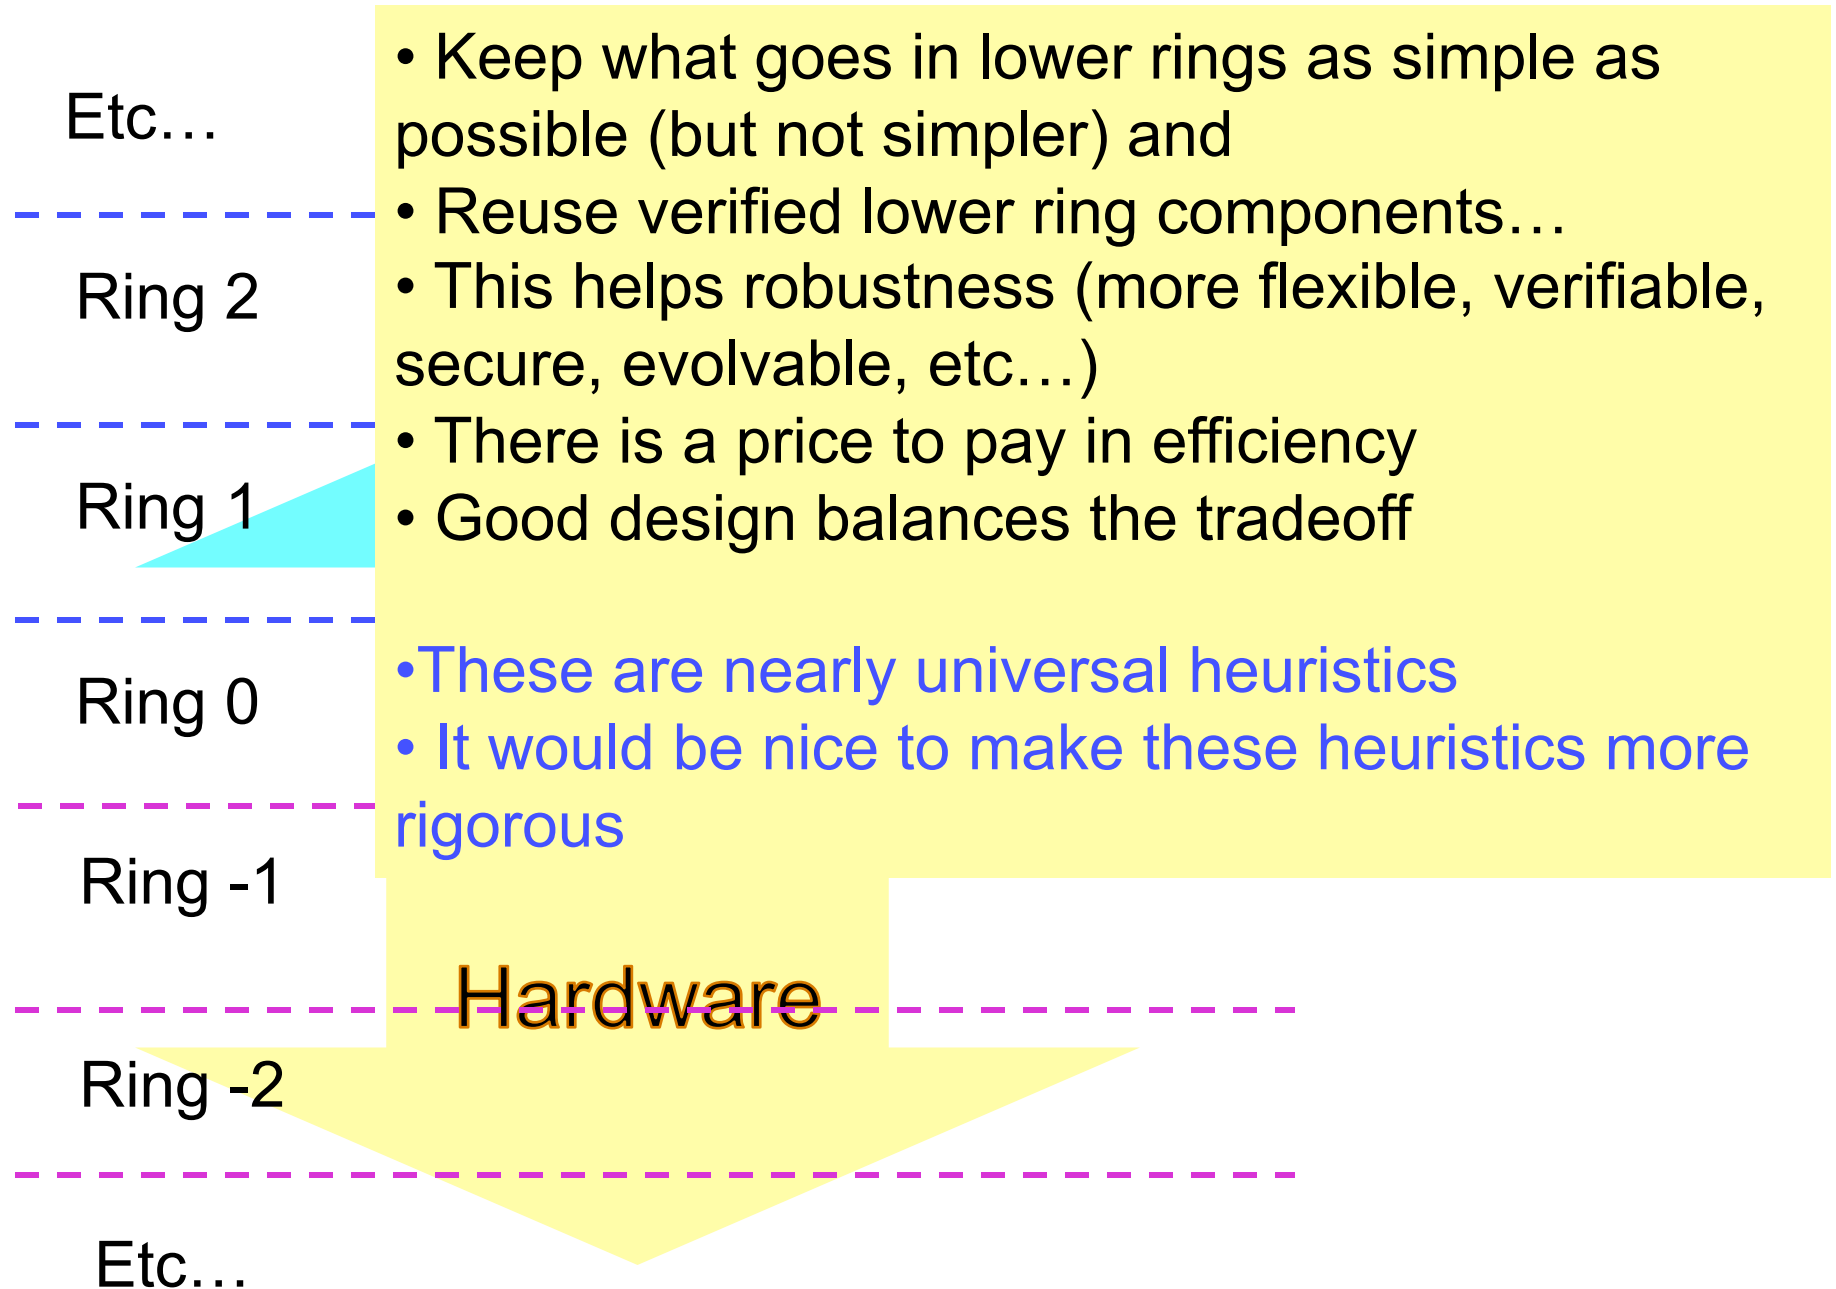 Etc…
Ring 2
Ring 1
Ring 0
Ring -1
Ring -2
Etc…
• Keep what goes in lower rings as simple as
possible (but not simpler) and
• Reuse verified lower ring components…
• This helps robustness (more flexible, verifiable,
secure, evolvable, etc…)
• There is a price to pay in efficiency
• Good design balances the tradeoff
•These are nearly universal heuristics
• It would be nice to make these heuristics more
rigorous
Hardware